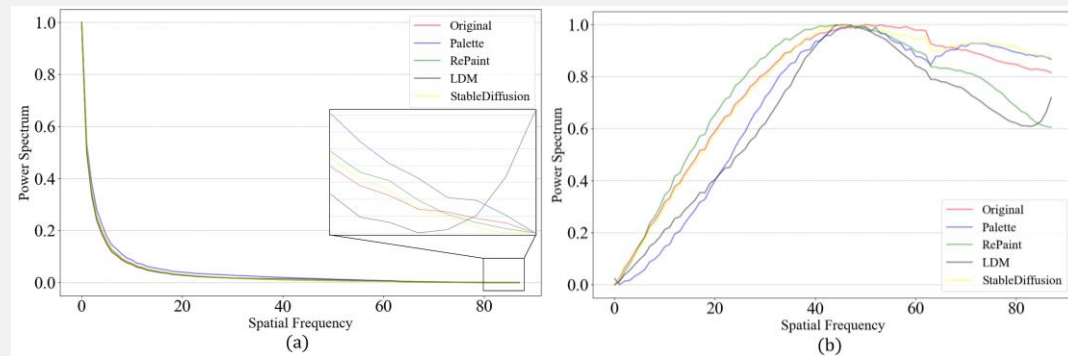 Power Spectrum
1.0
0.8
0.6
0.4
0.2
0.0
0
20
40
60
80
Spatial Frequency
(a)
Original
Palette
RePaint
LDM
StableDiffusion
Power Spectrum
1.0
0.8
0.6
0.4
0.2
0.0
0
20
40
60
80
Spatial Frequency
(b)
Original
Palette
RePaint
LDM
StableDiffusion